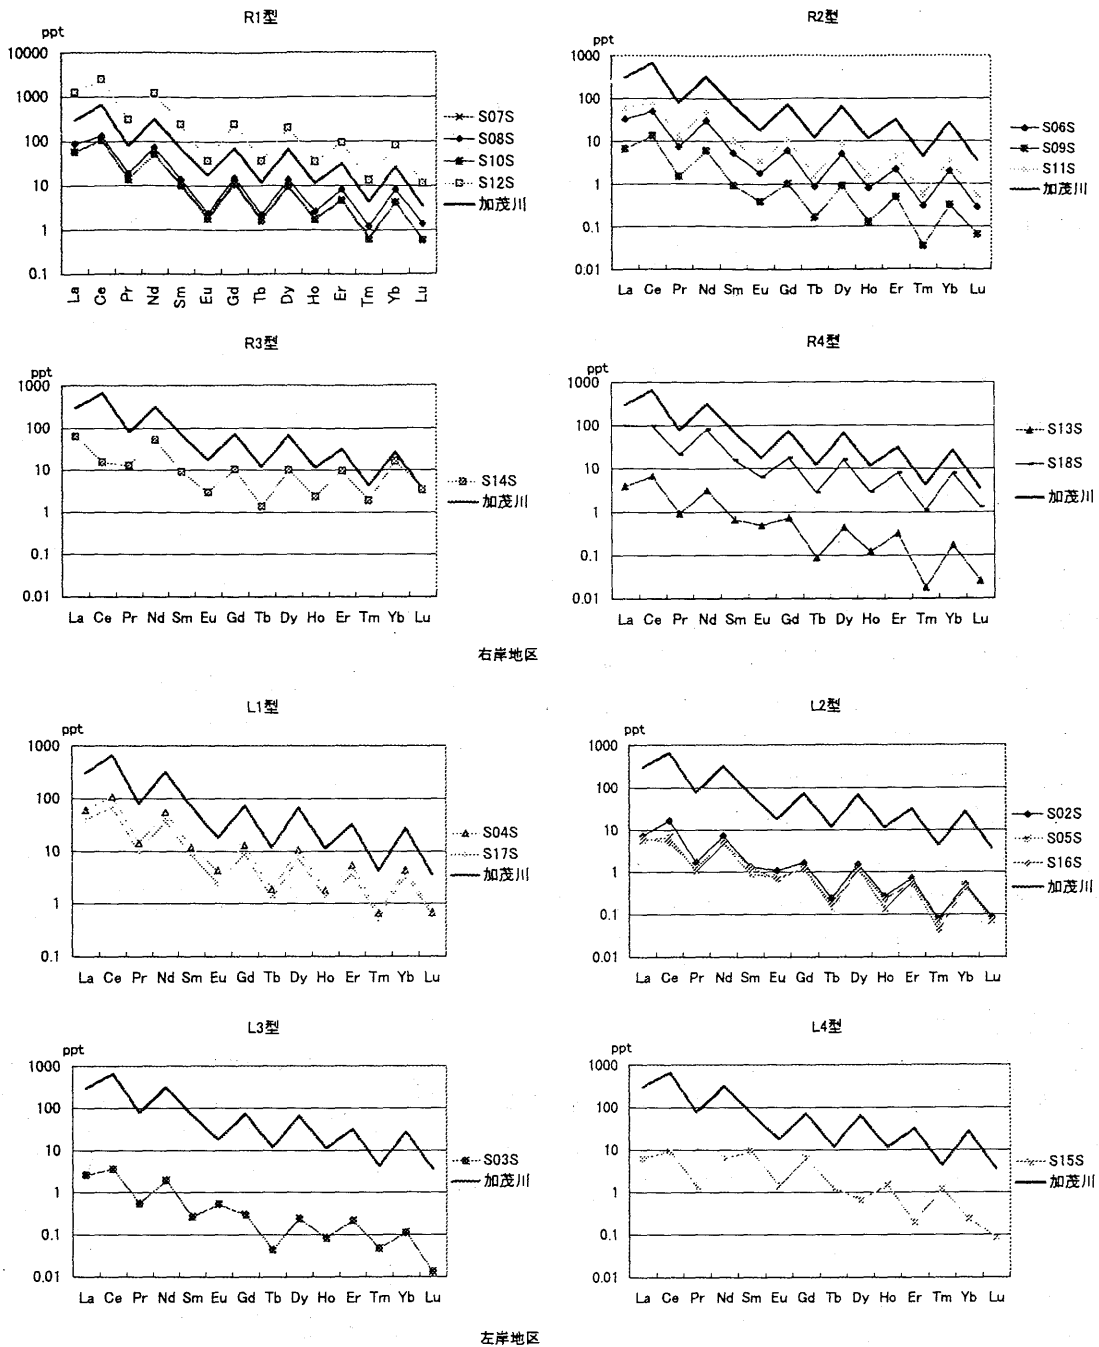 R1型
ppt
10000
1000
100
10
1
0.1
La Ce Pr Nd Sm Eu Gd Tb Dy Ho Er Tm Yb Lu
S07S
S08S
S10S
S12S
加茂川
R2型
ppt
1000
100
10
1
0.1
0.01
La Ce Pr Nd Sm Eu Gd Tb Dy Ho Er Tm Yb Lu
S06S
S09S
S11S
加茂川
R3型
ppt
1000
100
10
1
0.1
0.01
La Ce Pr Nd Sm Eu Gd Tb Dy Ho Er Tm Yb Lu
S14S
加茂川
R4型
ppt
1000
100
10
1
0.1
0.01
La Ce Pr Nd Sm Eu Gd Tb Dy Ho Er Tm Yb Lu
S13S
S18S
加茂川
右岸地区
L1型
ppt
1000
100
10
1
0.1
La Ce Pr Nd Sm Eu Gd Tb Dy Ho Er Tm Yb Lu
S04S
S17S
加茂川
L2型
ppt
1000
100
10
1
0.1
0.01
La Ce Pr Nd Sm Eu Gd Tb Dy Ho Er Tm Yb Lu
S02S
S05S
S16S
加茂川
L3型
ppt
1000
100
10
1
0.1
0.01
La Ce Pr Nd Sm Eu Gd Tb Dy Ho Er Tm Yb Lu
S03S
加茂川
L4型
ppt
1000
100
10
1
0.1
0.01
La Ce Pr Nd Sm Eu Gd Tb Dy Ho Er Tm Yb Lu
S15S
加茂川
左岸地区